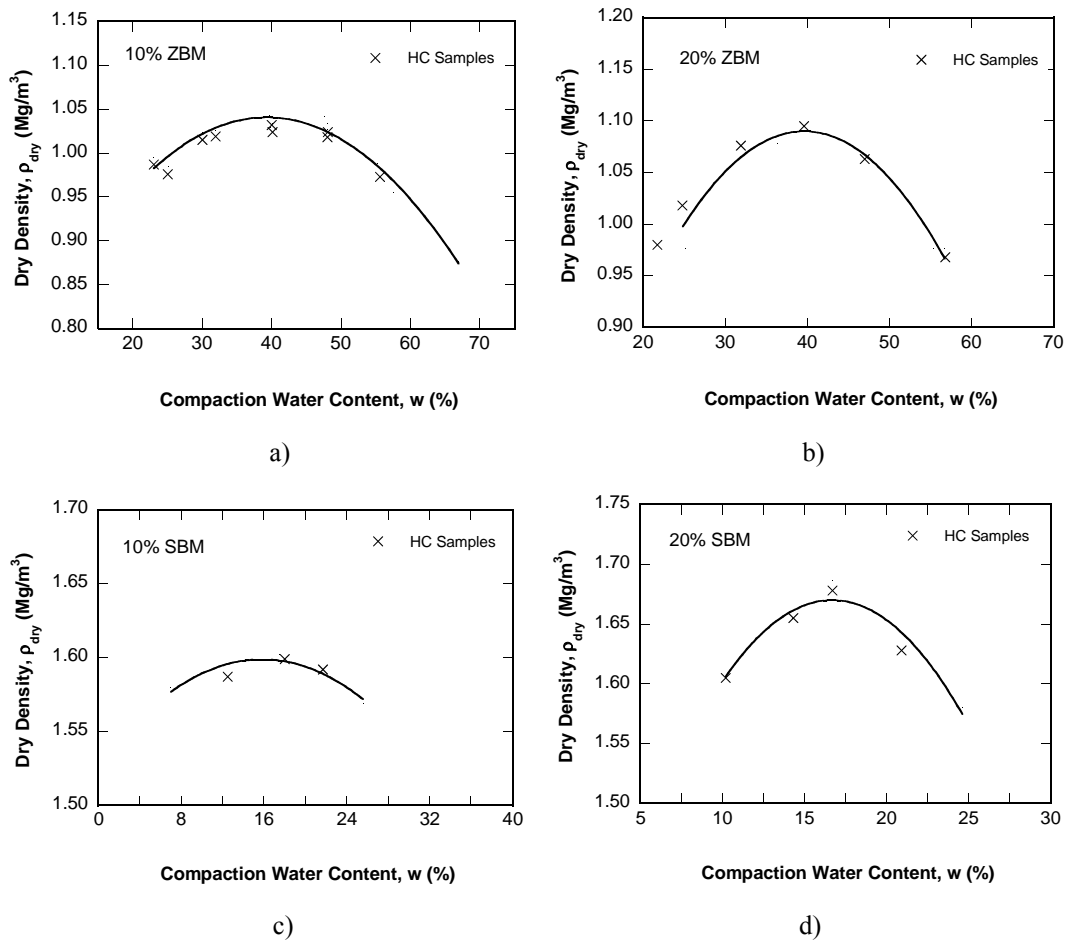 1.15
1.10
1.05
1.00
0.95
0.90
0.85
0.80
Dry Density, ρdry (Mg/m³)
10% ZBM
HC Samples
20 30 40 50 60 70
Compaction Water Content, w (%)
a)
1.20
1.15
1.10
1.05
1.00
0.95
0.90
Dry Density, ρdry (Mg/m³)
20% ZBM
HC Samples
20 30 40 50 60 70
Compaction Water Content, w (%)
b)
1.70
1.65
1.60
1.55
1.50
Dry Density, ρdry (Mg/m³)
10% SBM
HC Samples
0 8 16 24 32 40
Compaction Water Content, w (%)
c)
1.75
1.70
1.65
1.60
1.55
1.50
Dry Density, ρdry (Mg/m³)
20% SBM
HC Samples
5 10 15 20 25 30
Compaction Water Content, w (%)
d)